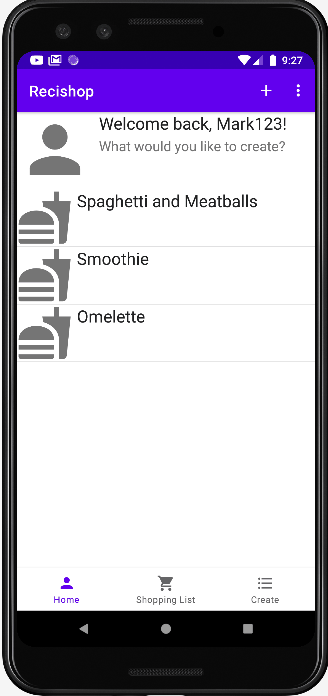 9:27
Recishop
Welcome back, Mark123!
What would you like to create?
Spaghetti and Meatballs
Smoothie
Omelette
Home
Shopping List
Create